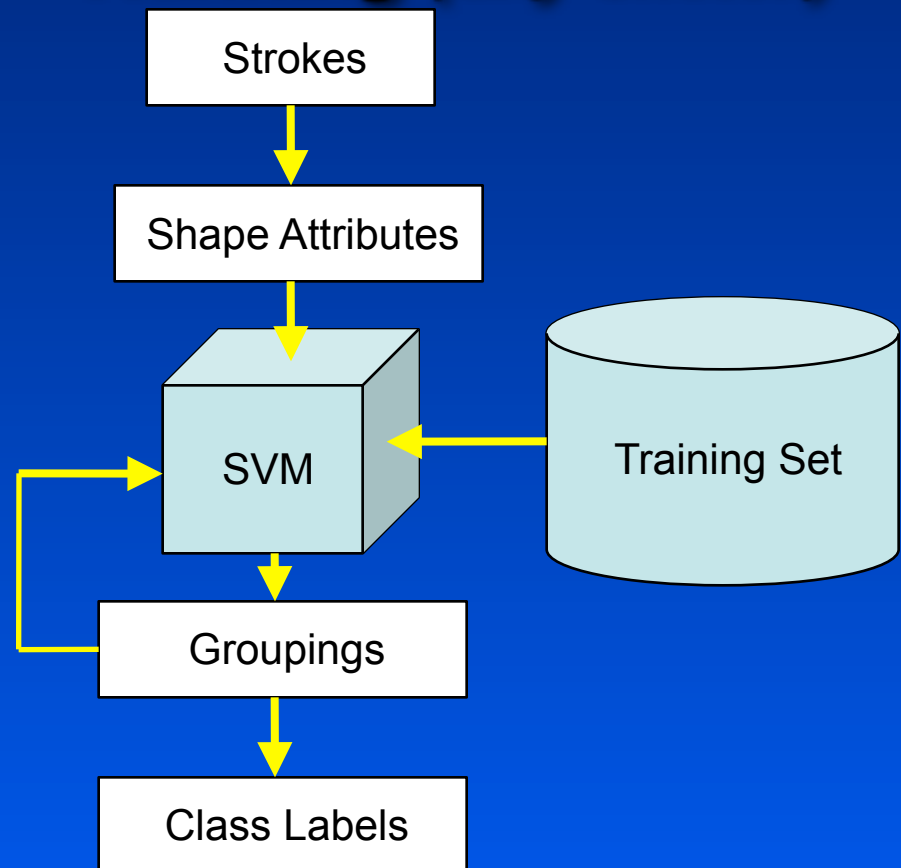 Strokes
Shape Attributes
SVM
Training Set
Groupings
Class Labels